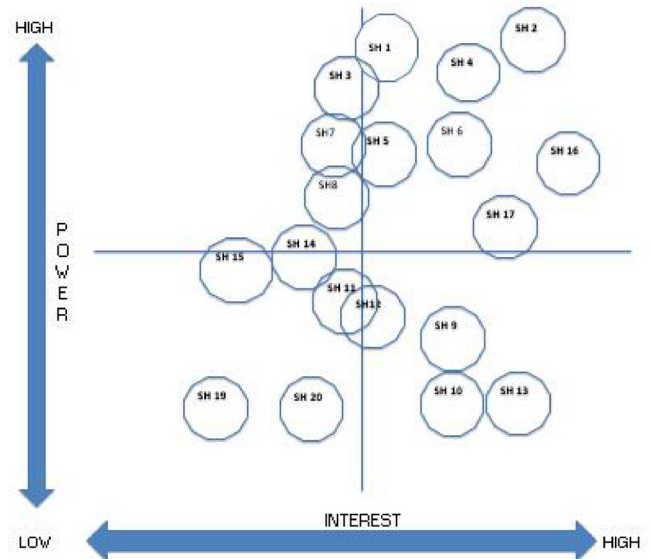 HIGH
SH 1
SH 2
SH 3
SH 4
SH7
SH 5
SH 6
SH 16
SH8
SH 17
P
O
W
E
R
SH 14
SH 15
SH 11
SH12
SH 9
SH 19
SH 20
SH 10
SH 13
INTEREST
LOW
HIGH